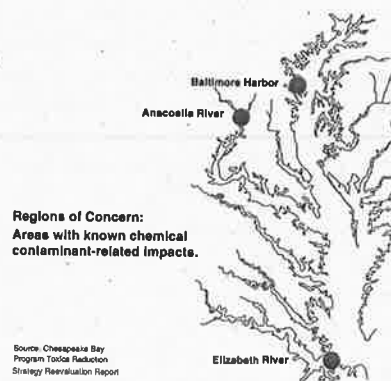 Baltimore Harbor
Anacostia River
Regions of Concern:
Areas with known chemical
contaminant-related impacts.
Source: Chesapeake Bay
Program Toxics Reduction
Strategy Reevaluation Report
Elizabeth River